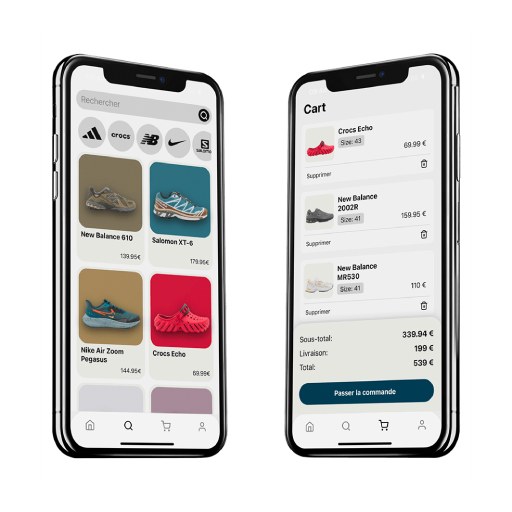 Rechercher
crocs
NB
SALOMON
New Balance 610
139.95€
Salomon XT-6
179.95€
Nike Air Zoom
Pegasus
144.95€
Crocs Echo
69.99€
Cart
Crocs Echo
Size: 43
69.99 €
Supprimer
New Balance
2002R
Size: 41
159.95 €
Supprimer
New Balance
MR530
Size: 41
110 €
Supprimer
Sous-total:
339.94 €
Livraison:
199 €
Total:
539 €
Passer la commande